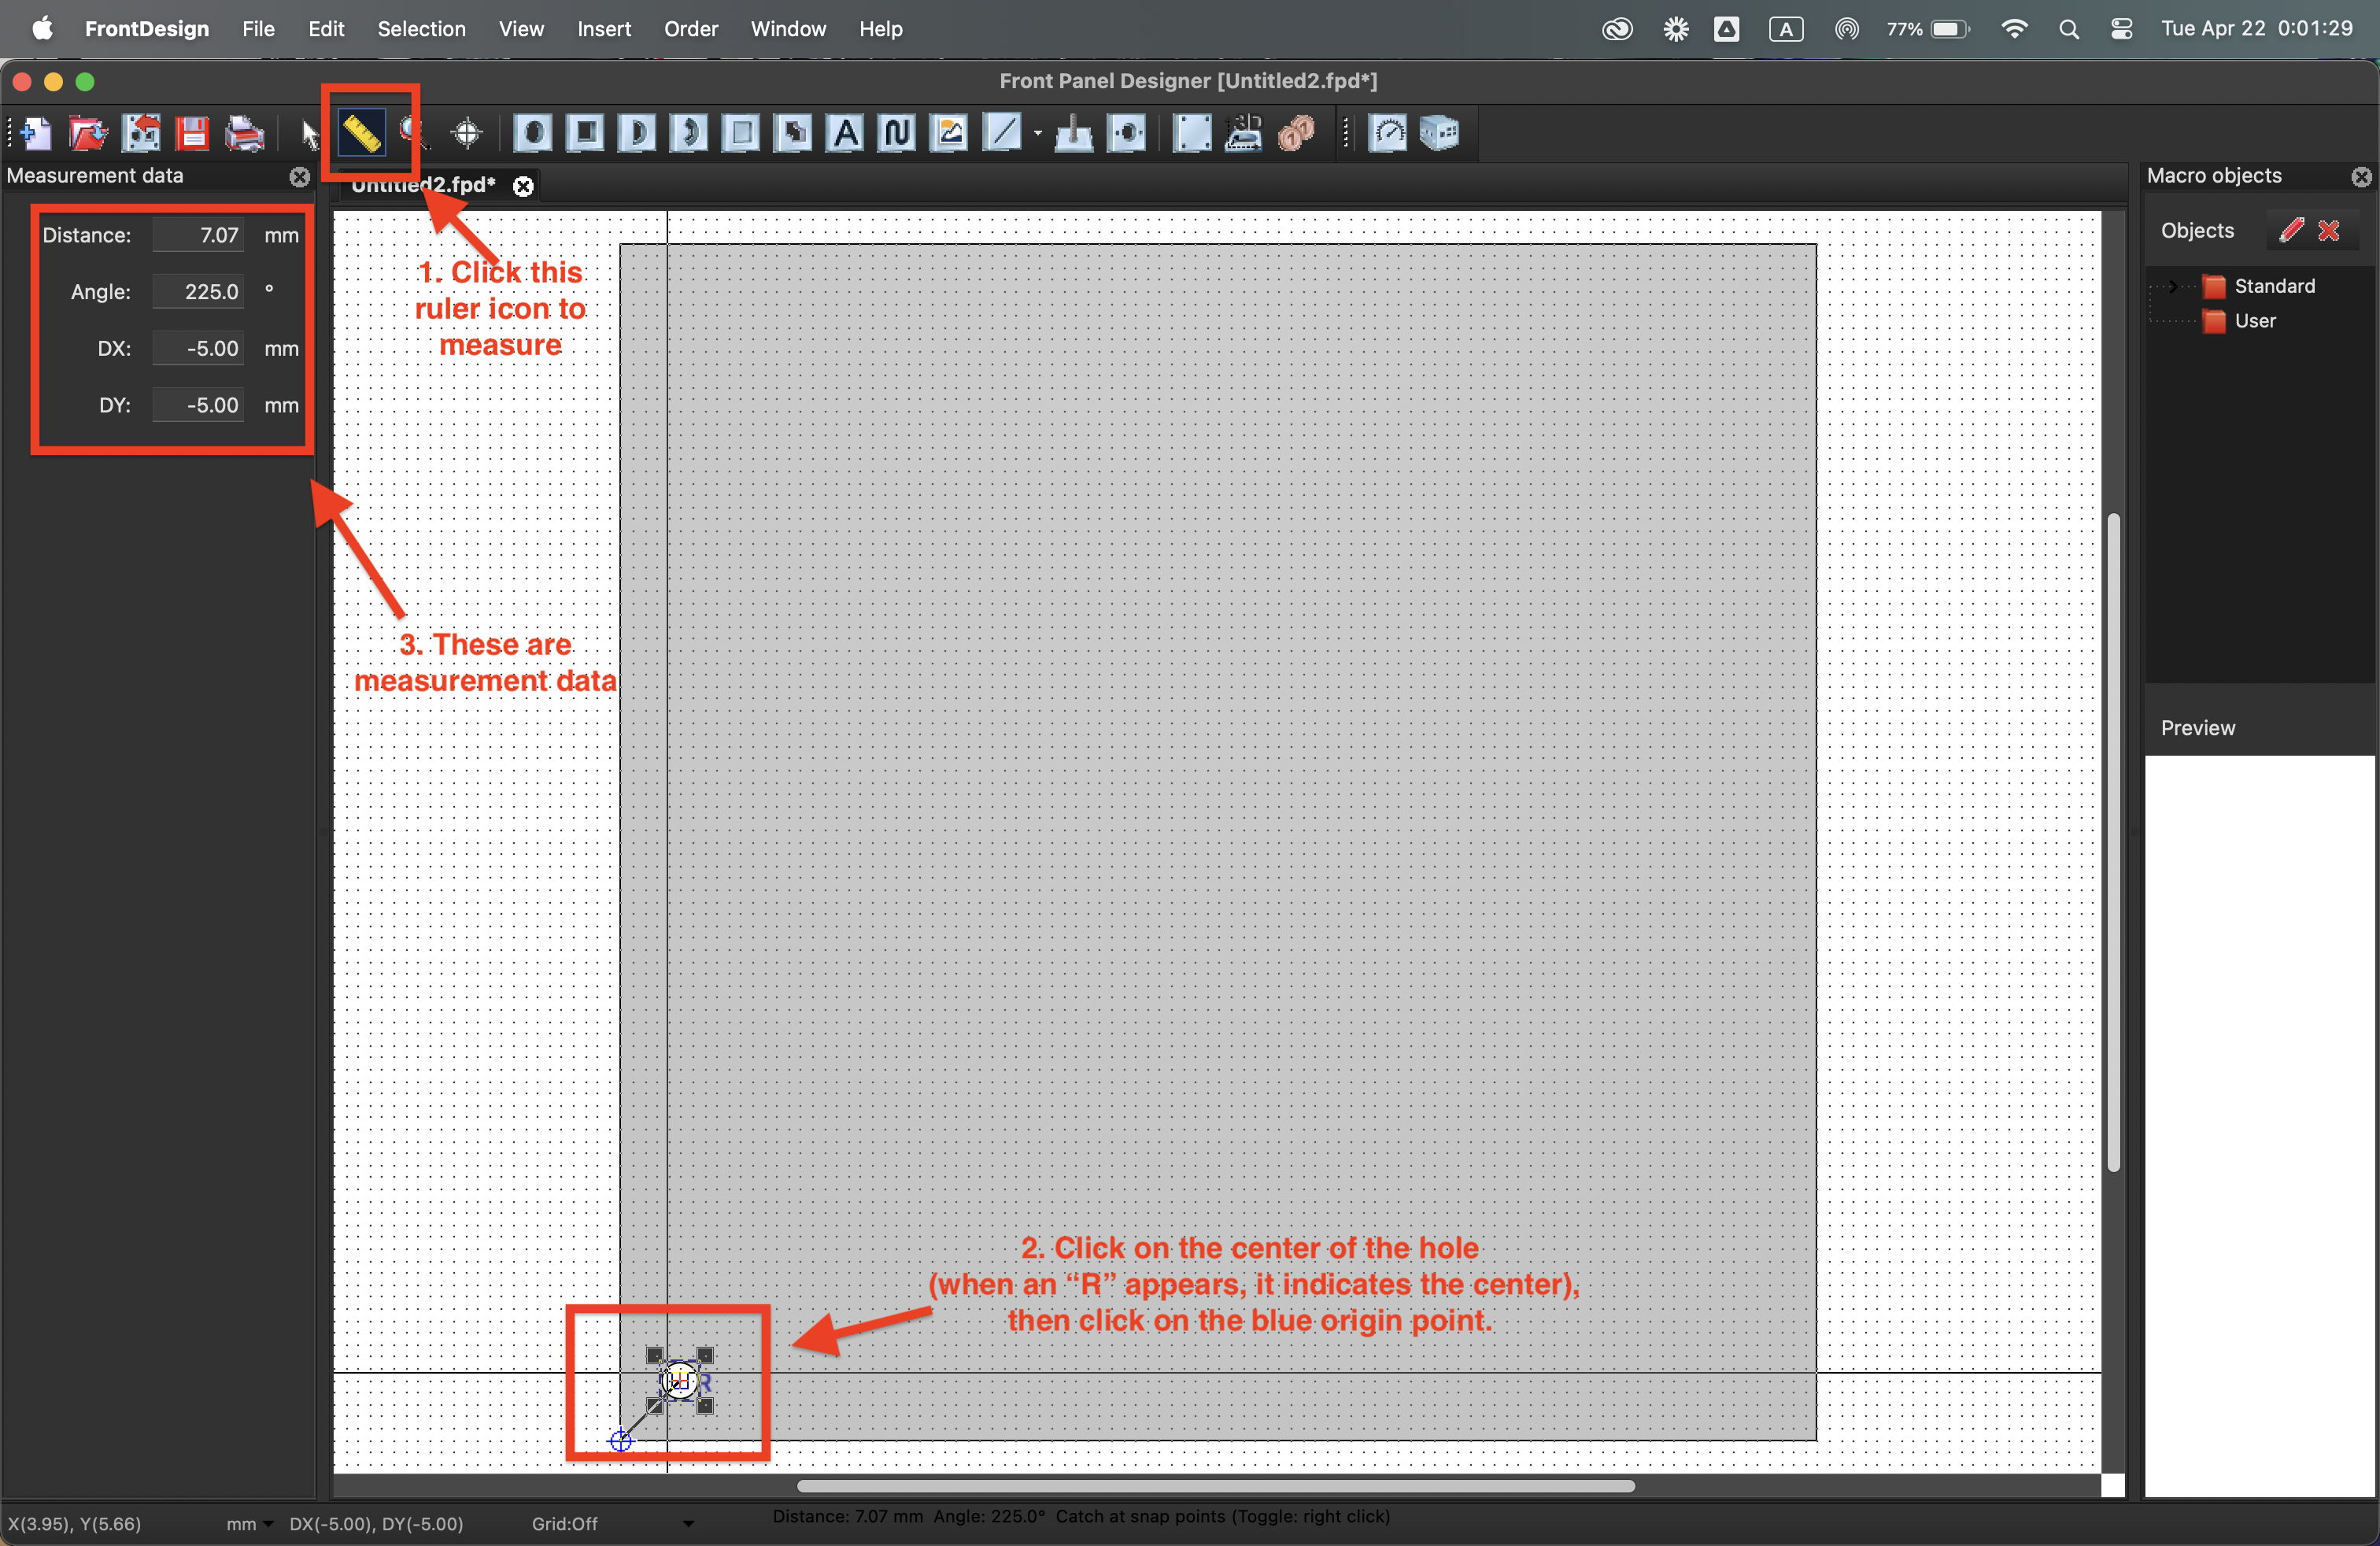 FrontDesign File Edit Selection View Insert Order Window Help A 77% Tue Apr 22 0:01:29
Front Panel Designer [Untitled2.fpd*]
A 3D
Measurement data
Untitled2.fpd*
Macro objects
Distance: 7.07 mm
Angle: 225.0 °
DX: -5.00 mm
DY: -5.00 mm
Objects
Standard
User
1. Click this
ruler icon to
measure
3. These are
measurement data
Preview
2. Click on the center of the hole
(when an “R” appears, it indicates the center),
then click on the blue origin point.
R
X(3.95), Y(5.66) mm DX(-5.00), DY(-5.00) Grid:Off Distance: 7.07 mm Angle: 225.0° Catch at snap points (Toggle: right click)